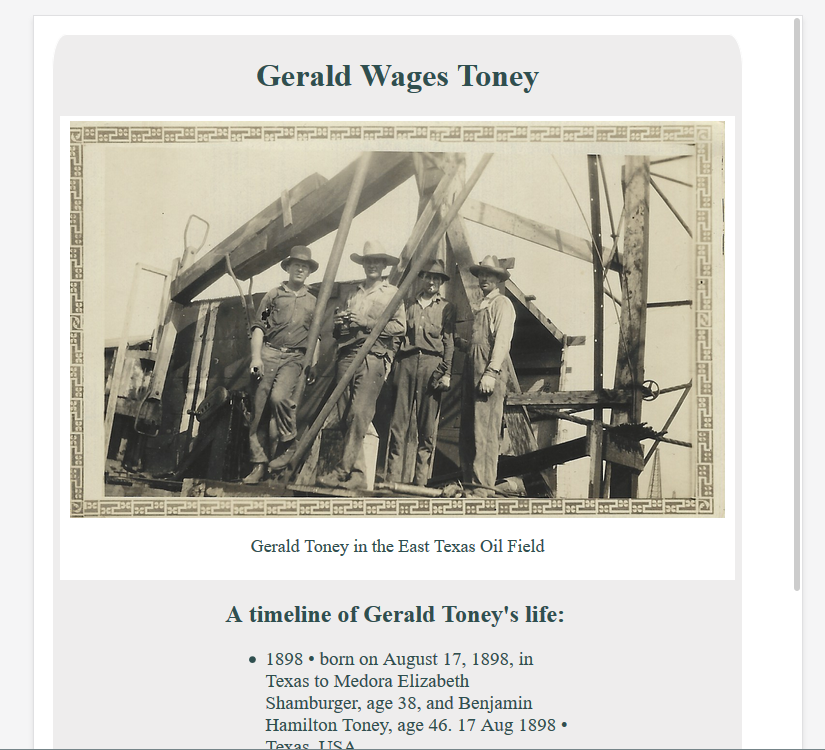 Gerald Wages Toney
Gerald Toney in the East Texas Oil Field
A timeline of Gerald Toney's life:
• 1898 • born on August 17, 1898, in
Texas to Medora Elizabeth
Shamburger, age 38, and Benjamin
Hamilton Toney, age 46. 17 Aug 1898 •
Texas, USA